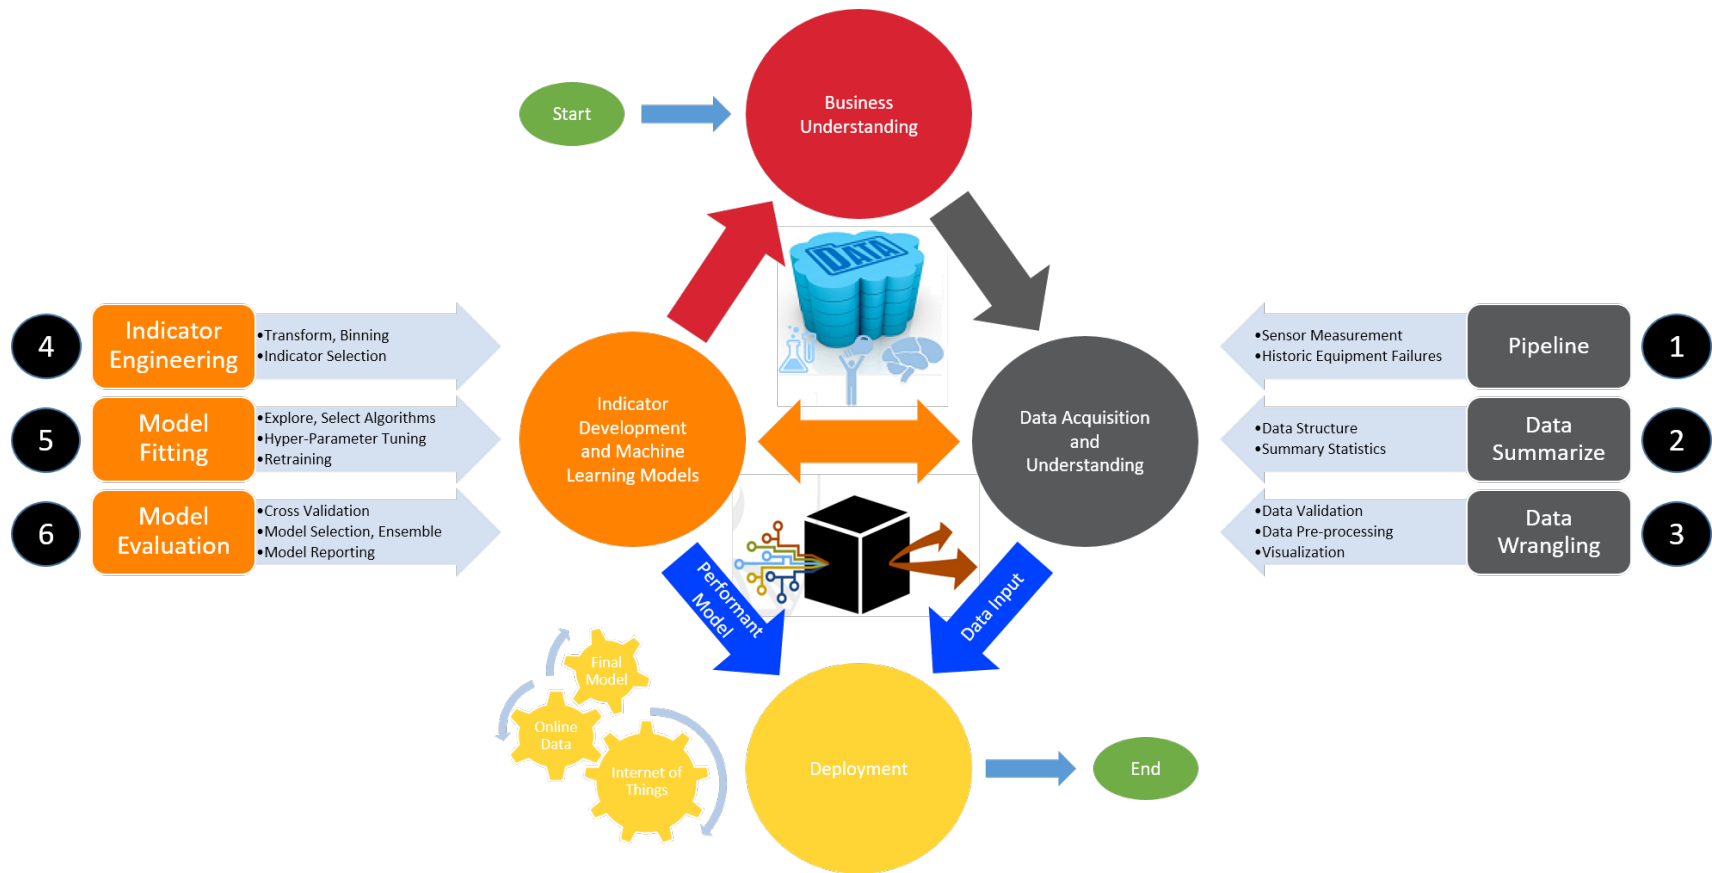 Business
Understanding
Start
DATA
4
Indicator
Engineering
•Transform, Binning
•Indicator Selection
5
Model
Fitting
•Explore, Select Algorithms
•Hyper-Parameter Tuning
•Retraining
6
Model
Evaluation
•Cross Validation
•Model Selection, Ensemble
•Model Reporting
Indicator
Development
and Machine
Learning Models
Data Acquisition
and
Understanding
•Sensor Measurement
•Historic Equipment Failures
Pipeline
1
•Data Structure
•Summary Statistics
Data
Summarize
2
•Data Validation
•Data Pre-processing
•Visualization
Data
Wrangling
3
Performant
Model
Data Input
Final
Model
Online
Data
Internet of
Things
Deployment
End